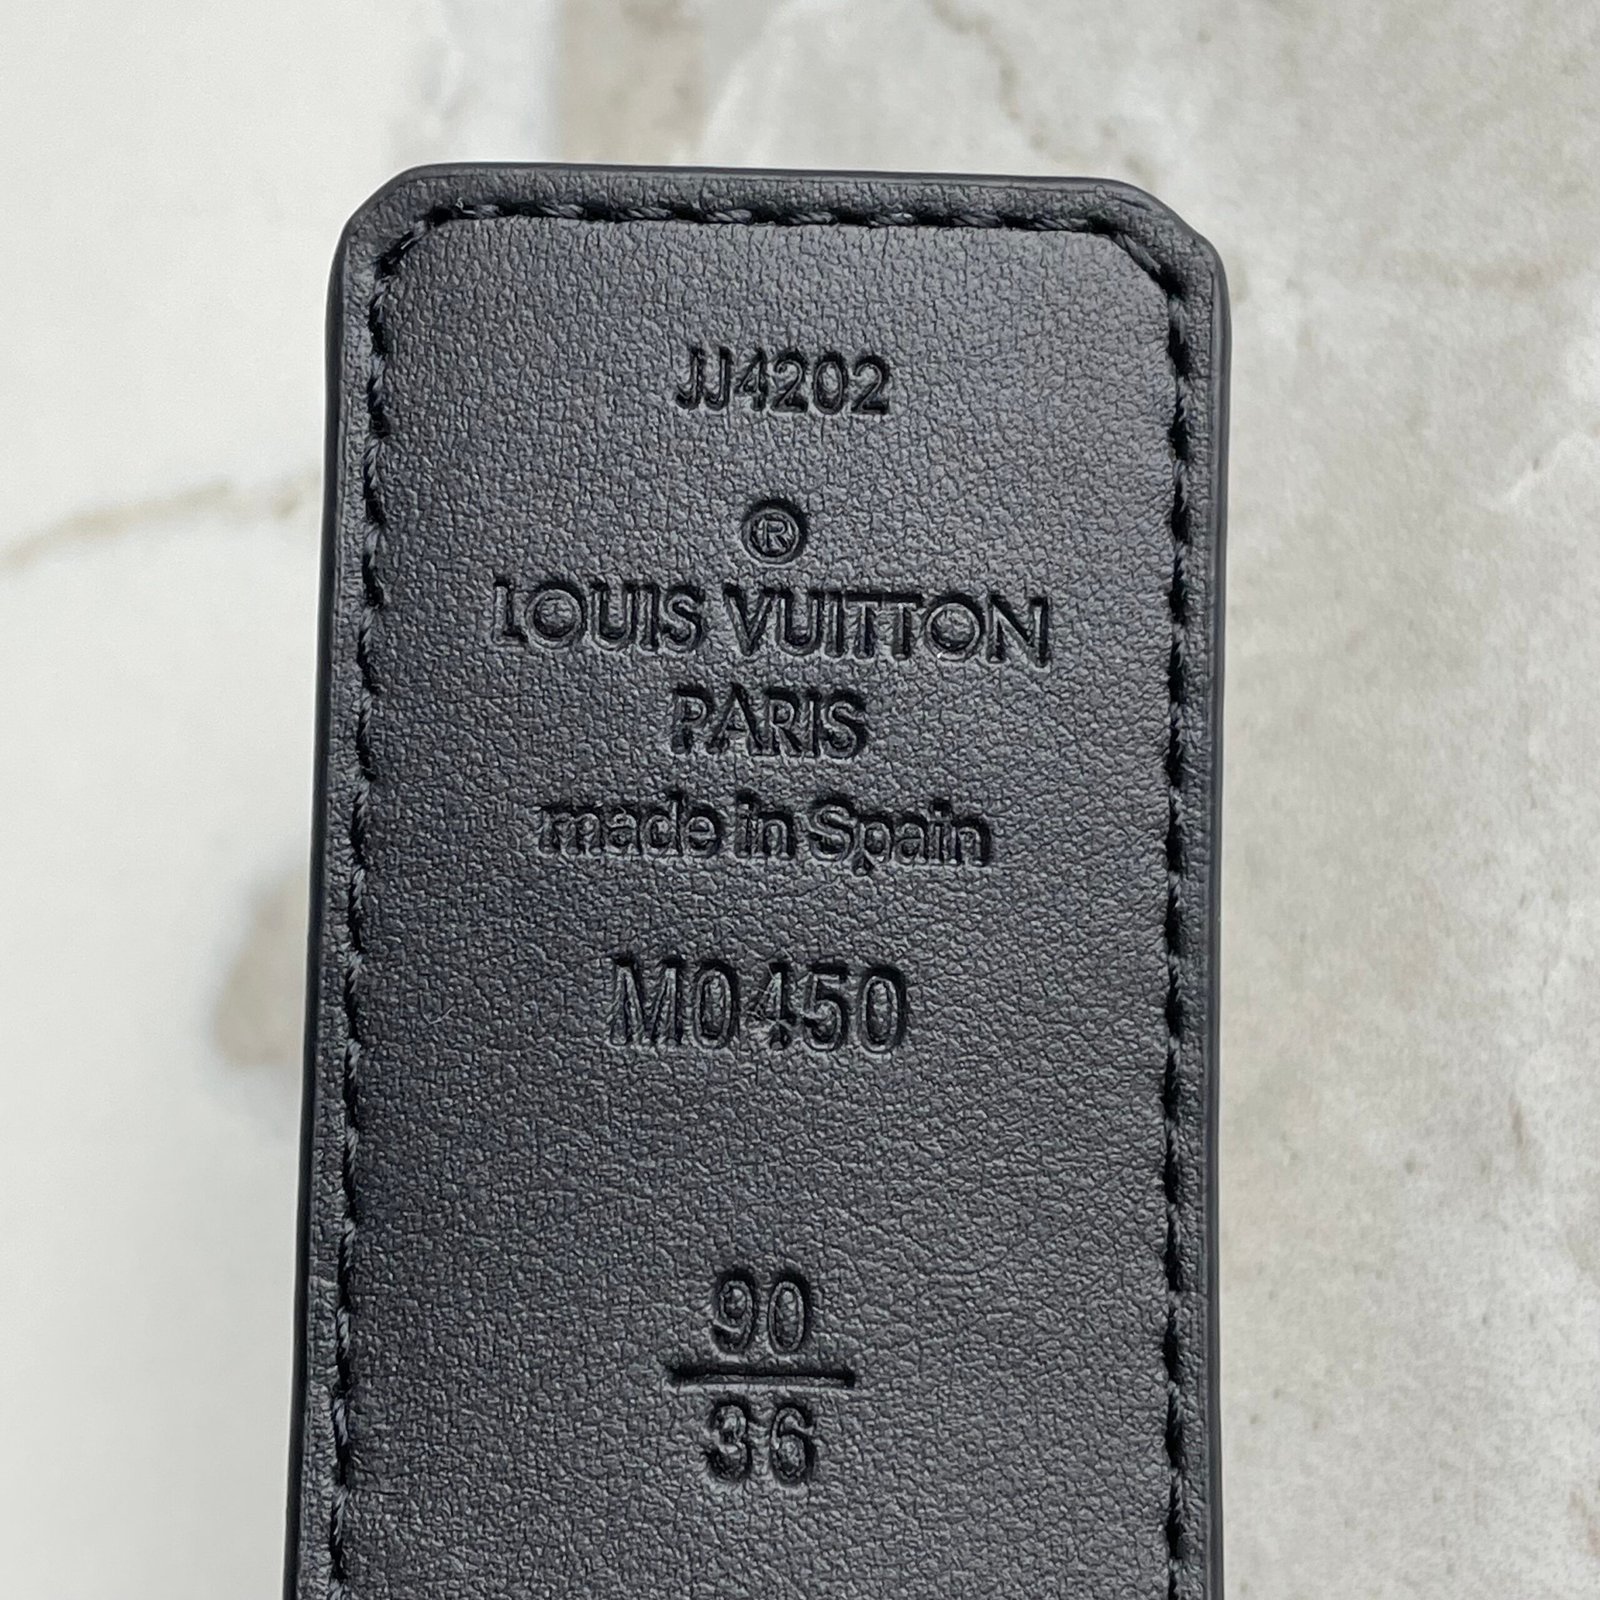 JJ4202
®
LOUIS VUITTON
PARIS
made in Spain
M0450
90
36